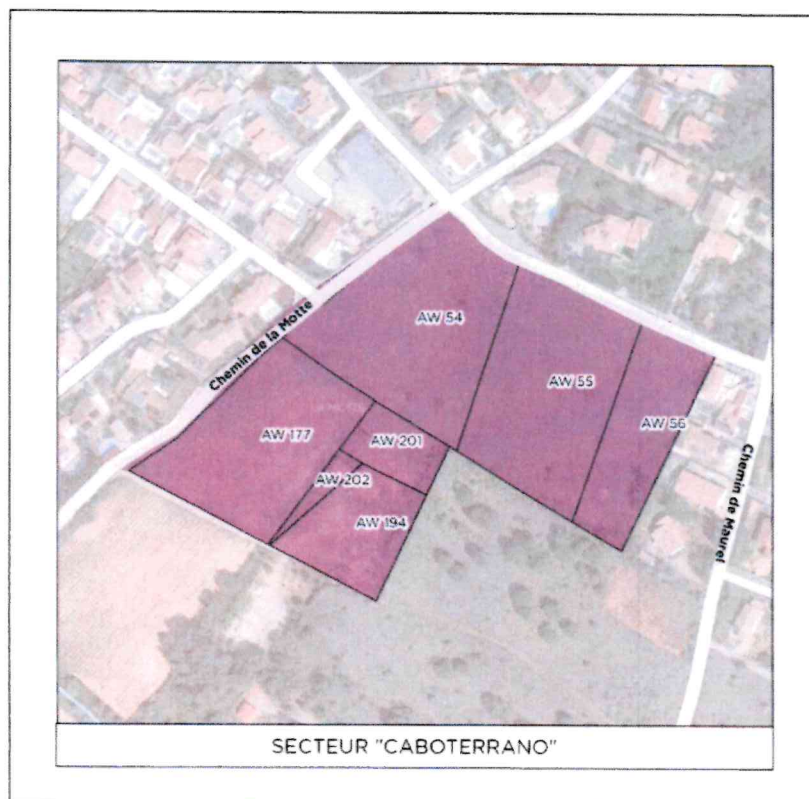 AW 54
Chemin de la Motte
AW 55
AW 177
AW 201
AW 56
AW 202
Chemin de Maurel
AW 194
SECTEUR "CABOTERRANO"